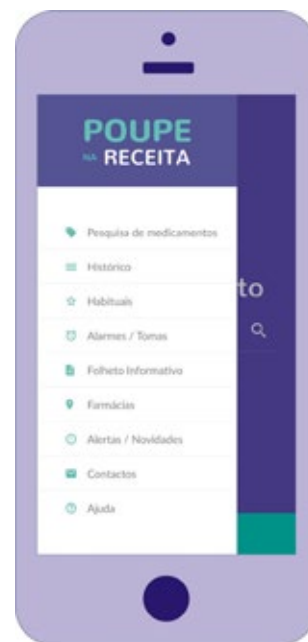 POUPE
NA RECEITA
to
Pesquisa de medicamentos
Histórico
Habituais
Alarmes / Tomas
Folheto Informativo
Farmácias
Alertas / Novidades
Contactos
Ajuda